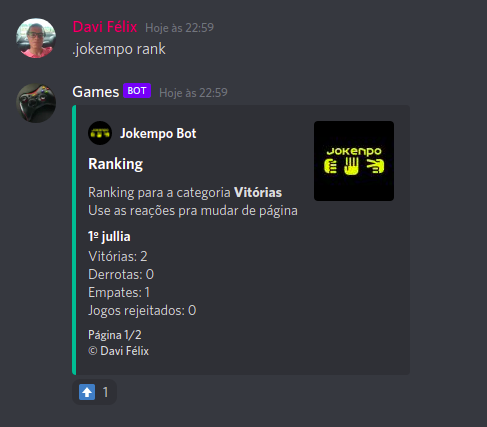 Davi Félix Hoje às 22:59
.jokempo rank
Games BOT Hoje às 22:59
Jokempo Bot
JOKENPO
Ranking
Ranking para a categoria Vitórias
Use as reações pra mudar de página
1º jullia
Vitórias: 2
Derrotas: 0
Empates: 1
Jogos rejeitados: 0
Página 1/2
© Davi Félix
1